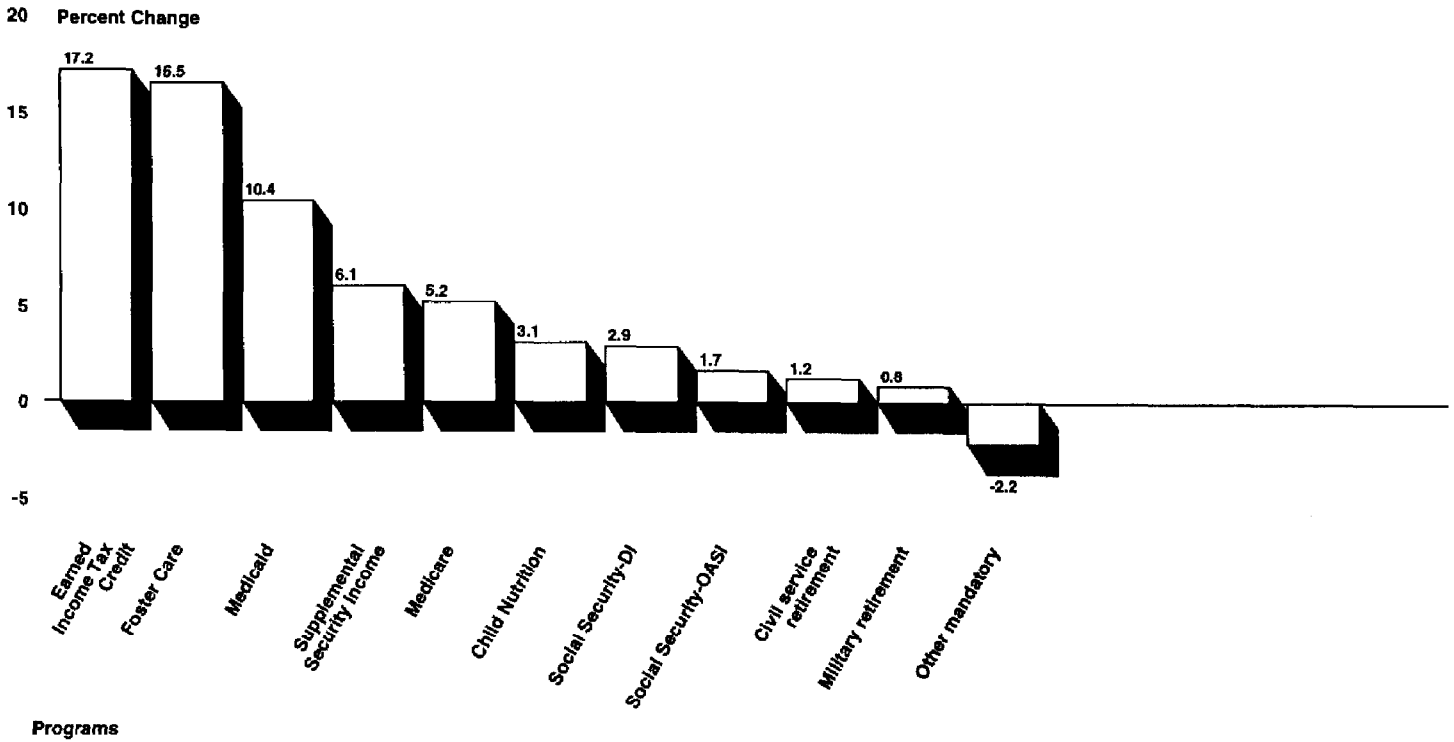 20 Percent Change
17.2
16.5
15
10.4
10
6.1
5.2
5
3.1
2.9
1.7
1.2
0.8
0
-2.2
-5
Earned
Income Tax
Credit
Foster Care
Medicaid
Supplemental
Security Income
Medicare
Child Nutrition
Social Security-DI
Social Security-OASI
Civil service
retirement
Military retirement
Other mandatory
Programs